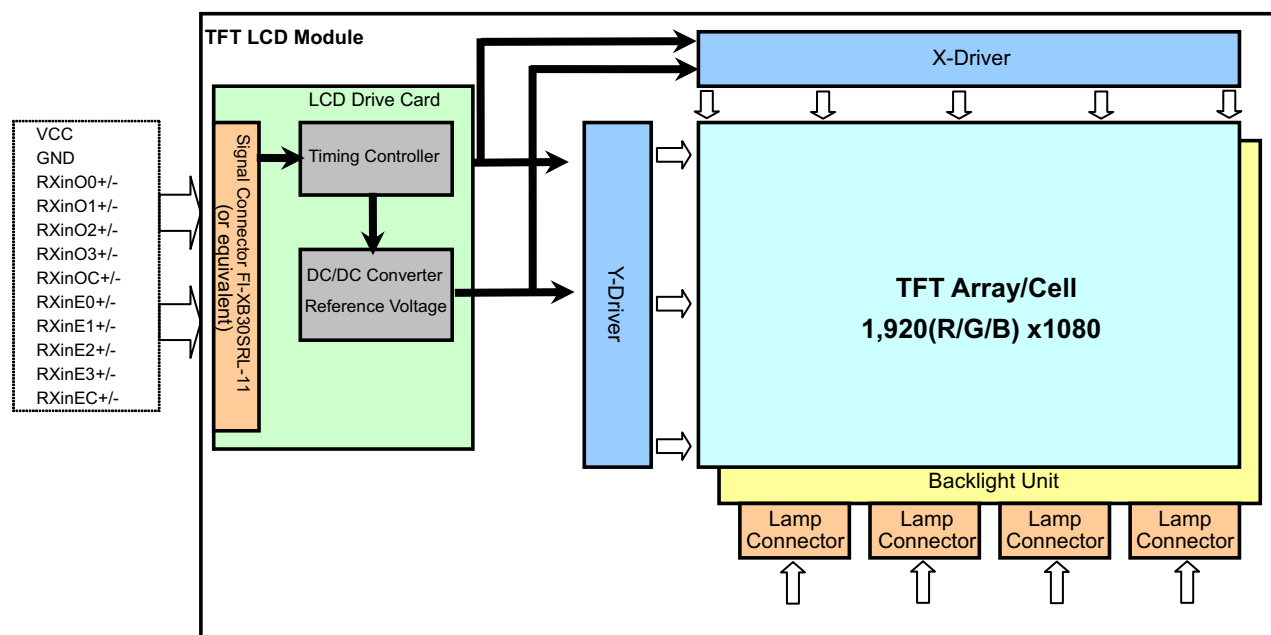 TFT LCD Module
X-Driver
LCD Drive Card
VCC
GND
RXinO0+/-
RXinO1+/-
RXinO2+/-
RXinO3+/-
RXinOC+/-
RXinE0+/-
RXinE1+/-
RXinE2+/-
RXinE3+/-
RXinEC+/-
Signal Connector FI-XB30SRL-11
(or equivalent)
Timing Controller
DC/DC Converter
Reference Voltage
Y-Driver
TFT Array/Cell
1,920(R/G/B) x1080
Backlight Unit
Lamp
Connector
Lamp
Connector
Lamp
Connector
Lamp
Connector